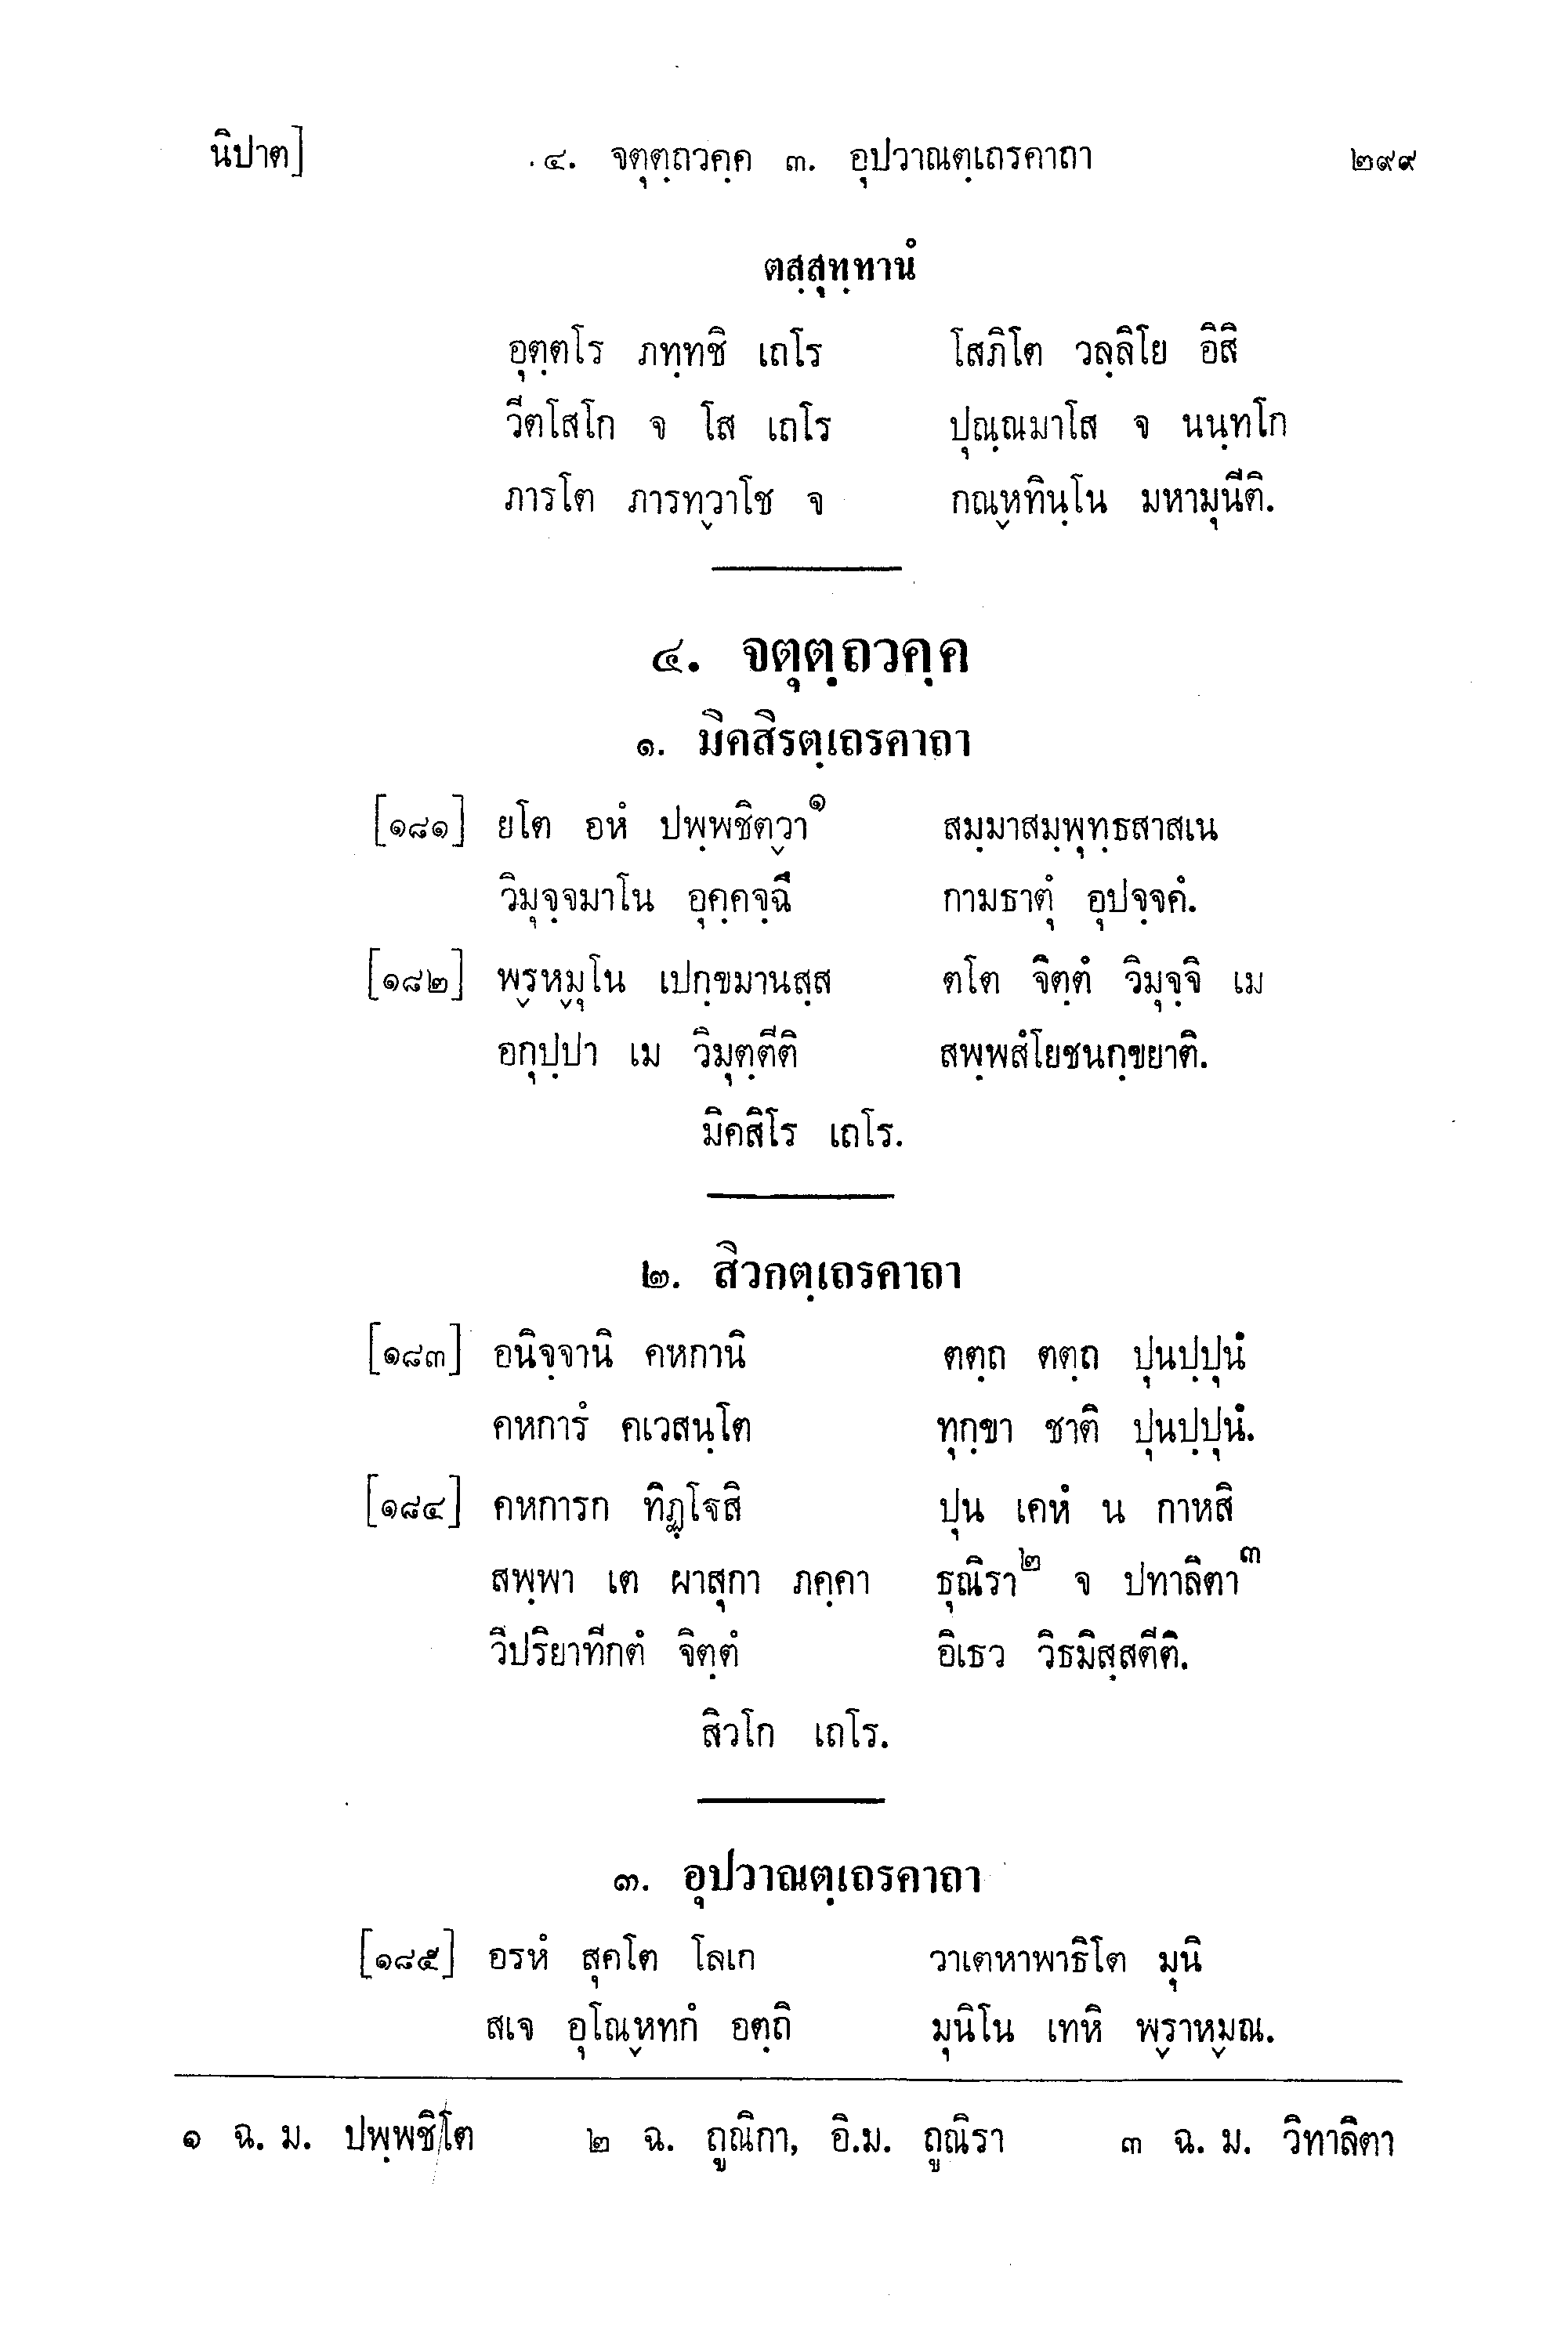 นิปาต] ๔. จตุตฺถวคฺค ๓. อุปวาณตฺเถรคาถา ๒๙๙
ตสฺสุทฺทานํ
อุตฺตโร ภทฺทชิ เถโร โสภิโต วลฺลิโย อิสิ
วีตโสโก จ โส เถโร ปุณฺณมาโส จ นนฺทโก
ภารโต ภารทฺวาโช จ กณฺหทินฺโน มหามุนีติ.
๔. จตุตฺถวคฺค
๑. มิคสิรตฺเถรคาถา
[๑๘๑] ยโต อหํ ปพฺพชิตฺวา๑ สมฺมาสมฺพุทฺธสาสเน
วิมุจฺจมาโน อุคฺคจฺฉึ กามธาตุํ อุปจฺจคํ.
[๑๘๒] พฺรหฺมุโน เปกฺขมานสฺส ตโต จิตฺตํ วิมุจฺจิ เม
อกุปฺปา เม วิมุตฺตีติ สพฺพสํโยชนกฺขยาติ.
มิคสิโร เถโร.
๒. สิวกตฺเถรคาถา
[๑๘๓] อนิจฺจานิ คหกานิ ตตฺถ ตตฺถ ปุนปฺปุนํ
คหการํ คเวสนฺโต ทุกฺขา ชาติ ปุนปฺปุนํ.
[๑๘๔] คหการก ทิฏฺโฐสิ ปุน เคหํ น กาหสิ
สพฺพา เต ผาสุกา ภคฺคา ธุณิรา๒ จ ปทาลิตา๓
วีปริยาทีกตํ จิตฺตํ อิเธว วิธมิสฺสตีติ.
สิวโก เถโร.
๓. อุปวาณตฺเถรคาถา
[๑๘๕] อรหํ สุคโต โลเก วาเตหาพาธิโต มุนิ
สเจ อุโณฺหทกํ อตฺถิ มุนิโน เทหิ พฺราหฺมณ.
๑ ฉ. ม. ปพฺพชิโต ๒ ฉ. ถูณิกา, อิ.ม. ถูณิรา ๓ ฉ. ม. วิทาลิตา